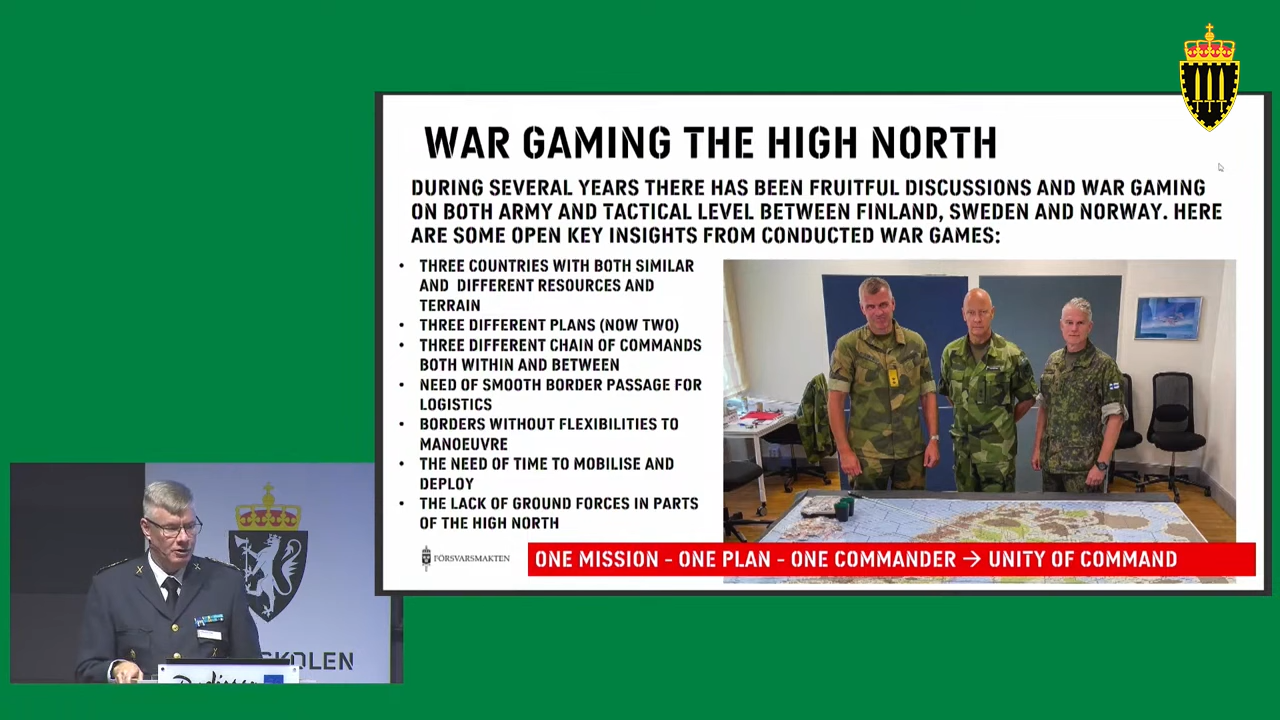 WAR GAMING THE HIGH NORTH
DURING SEVERAL YEARS THERE HAS BEEN FRUITFUL DISCUSSIONS AND WAR GAMING
ON BOTH ARMY AND TACTICAL LEVEL BETWEEN FINLAND, SWEDEN AND NORWAY. HERE
ARE SOME OPEN KEY INSIGHTS FROM CONDUCTED WAR GAMES:
• THREE COUNTRIES WITH BOTH SIMILAR
AND DIFFERENT RESOURCES AND
TERRAIN
• THREE DIFFERENT PLANS (NOW TWO)
• THREE DIFFERENT CHAIN OF COMMANDS
BOTH WITHIN AND BETWEEN
• NEED OF SMOOTH BORDER PASSAGE FOR
LOGISTICS
• BORDERS WITHOUT FLEXIBILITIES TO
MANOEUVRE
• THE NEED OF TIME TO MOBILISE AND
DEPLOY
• THE LACK OF GROUND FORCES IN PARTS
OF THE HIGH NORTH
FÖRSVARSMAKTEN
ONE MISSION - ONE PLAN - ONE COMMANDER → UNITY OF COMMAND
SKOLEN
Radisson